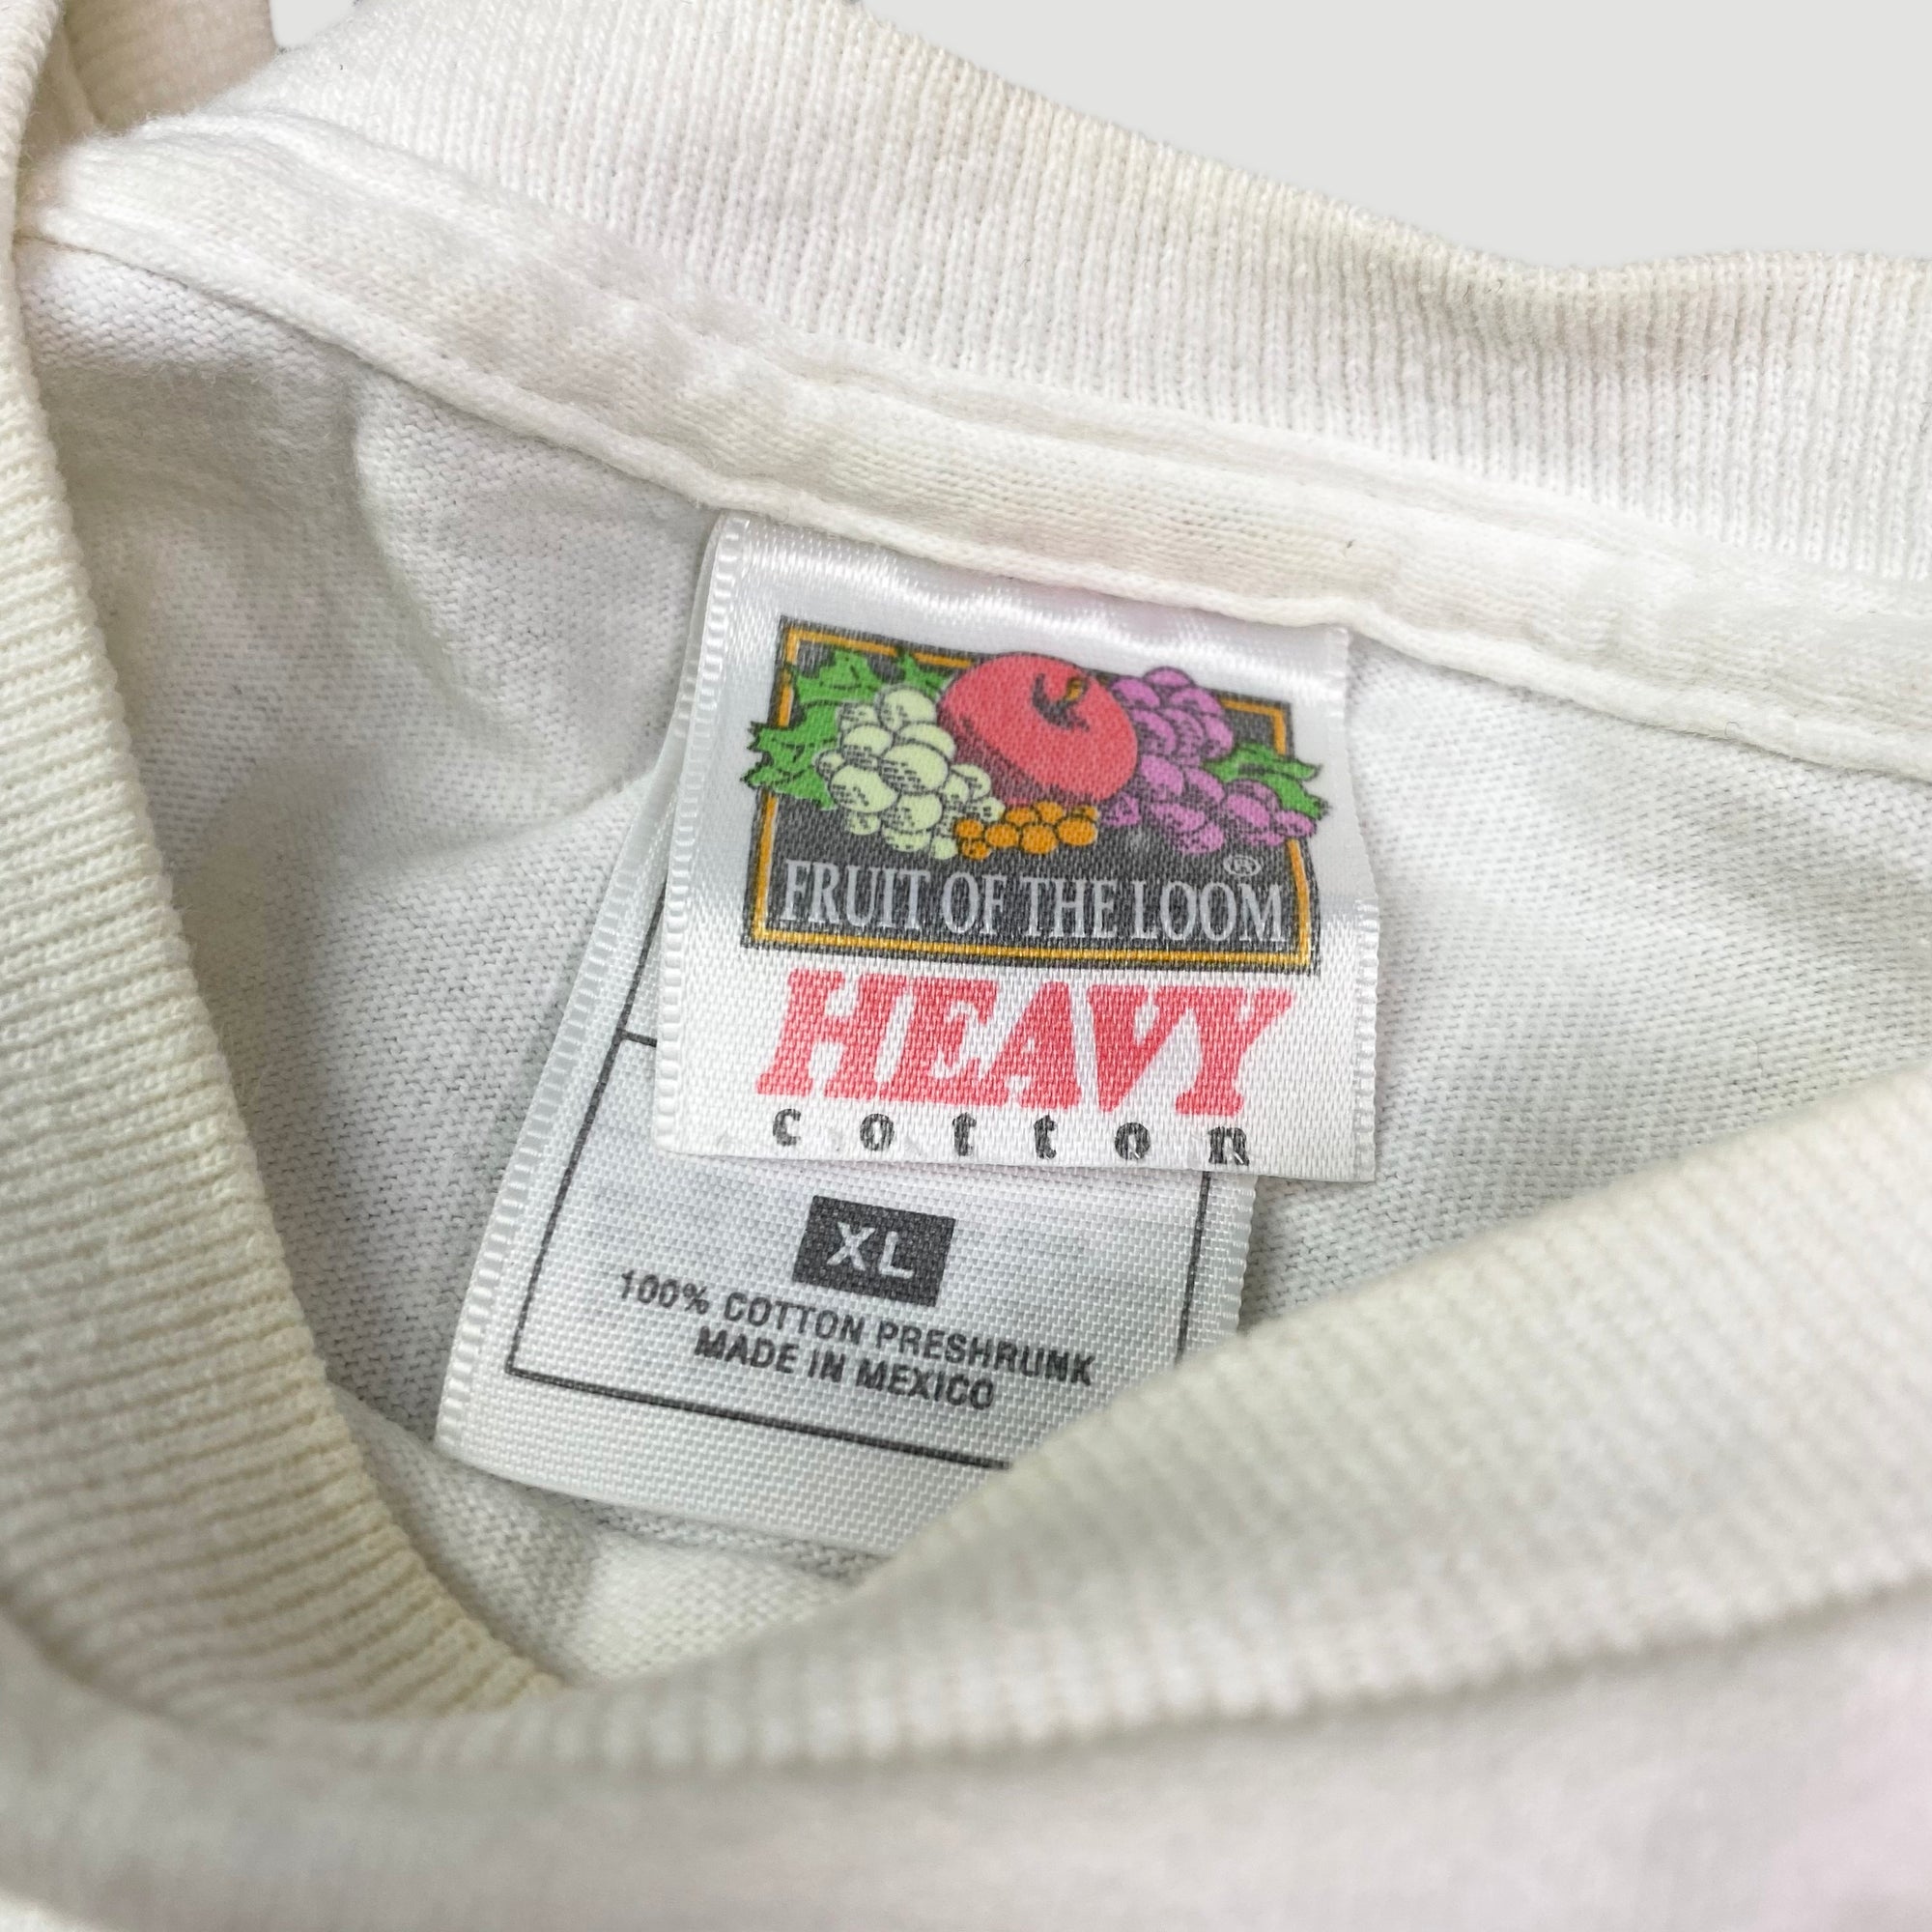 FRUIT OF THE LOOM®
HEAVY
cotton
XL
100% COTTON PRESHRUNK
MADE IN MEXICO